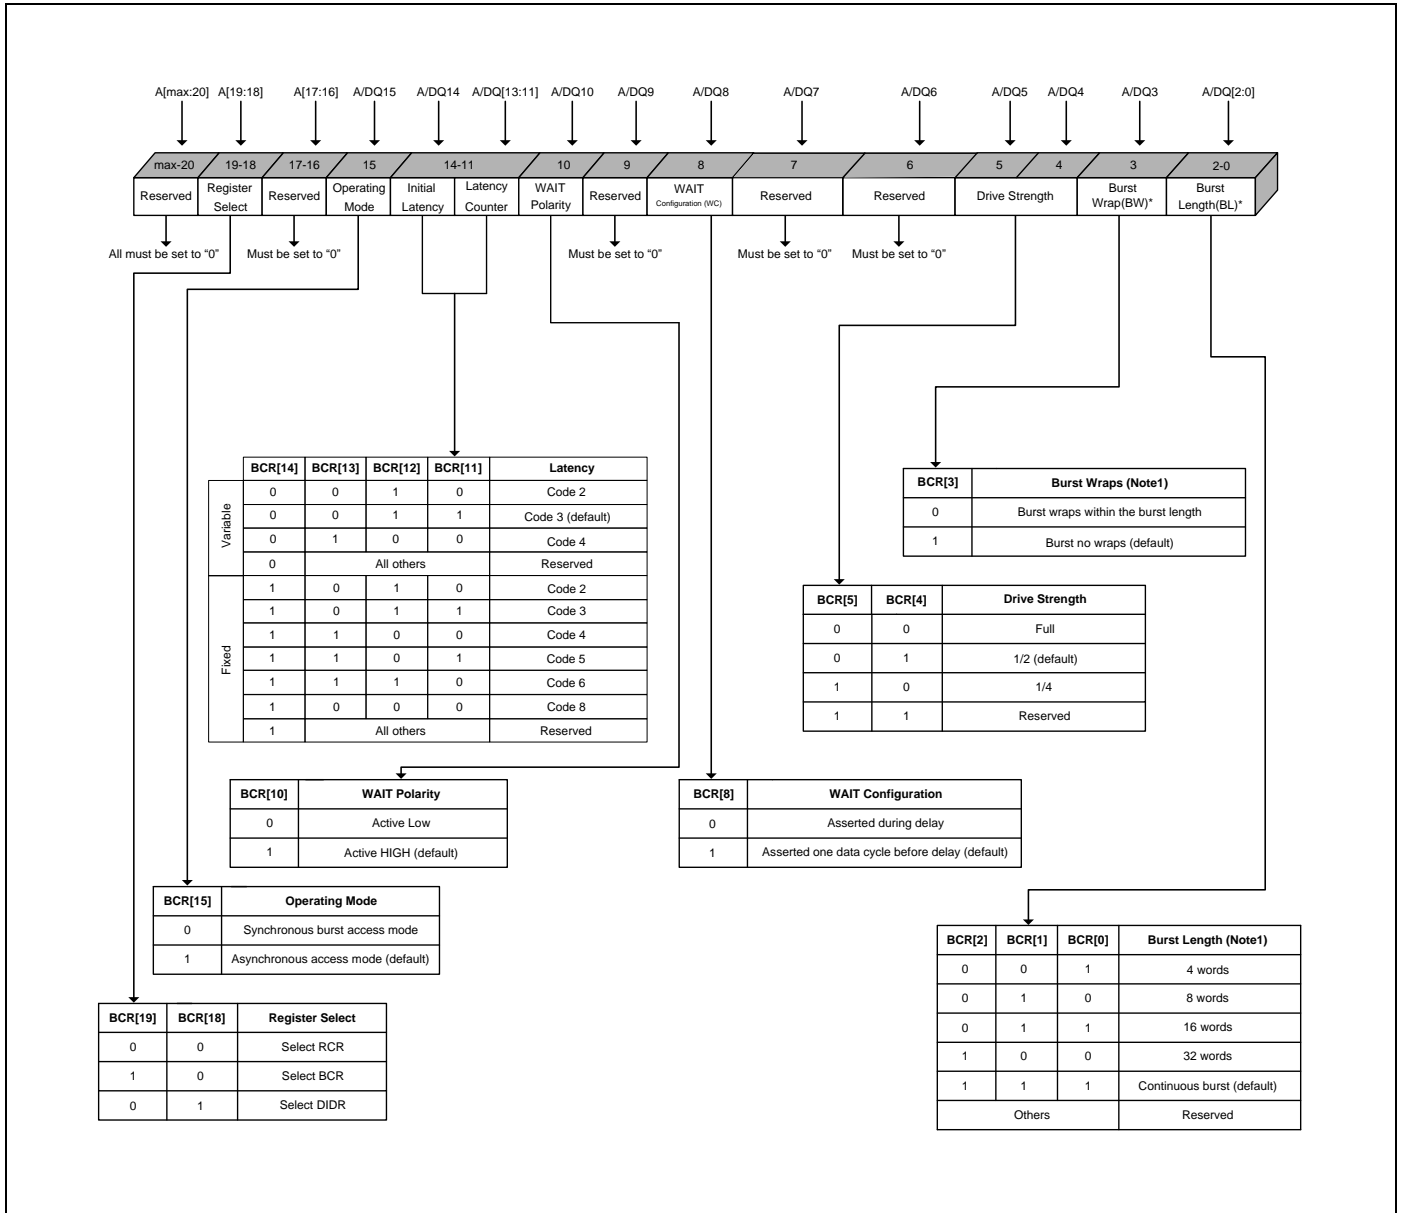 A[max:20] A[19:18] A[17:16] A/DQ15 A/DQ14 A/DQ[13:11] A/DQ10 A/DQ9 A/DQ8 A/DQ7 A/DQ6 A/DQ5 A/DQ4 A/DQ3 A/DQ[2:0]
max-20 19-18 17-16 15 14-11 10 9 8 7 6 5 4 3 2-0
Reserved
Register
Select
Reserved
Operating
Mode
Initial
Latency
Latency
Counter
WAIT
Polarity
Reserved
WAIT
Configuration (WC)
Reserved
Reserved
Drive Strength
Burst
Wrap(BW)*
Burst
Length(BL)*
All must be set to “0” Must be set to “0” Must be set to “0” Must be set to “0” Must be set to “0”
BCR[14] BCR[13] BCR[12] BCR[11] Latency
Variable
0 0 1 0 Code 2
0 0 1 1 Code 3 (default)
0 1 0 0 Code 4
0 All others Reserved
Fixed
1 0 1 0 Code 2
1 0 1 1 Code 3
1 1 0 0 Code 4
1 1 0 1 Code 5
1 1 1 0 Code 6
1 0 0 0 Code 8
1 All others Reserved
BCR[3] Burst Wraps (Note1)
0 Burst wraps within the burst length
1 Burst no wraps (default)
BCR[5] BCR[4] Drive Strength
0 0 Full
0 1 1/2 (default)
1 0 1/4
1 1 Reserved
BCR[10] WAIT Polarity
0 Active Low
1 Active HIGH (default)
BCR[8] WAIT Configuration
0 Asserted during delay
1 Asserted one data cycle before delay (default)
BCR[15] Operating Mode
0 Synchronous burst access mode
1 Asynchronous access mode (default)
BCR[2] BCR[1] BCR[0] Burst Length (Note1)
0 0 1 4 words
0 1 0 8 words
0 1 1 16 words
1 0 0 32 words
1 1 1 Continuous burst (default)
Others Reserved
BCR[19] BCR[18] Register Select
0 0 Select RCR
1 0 Select BCR
0 1 Select DIDR